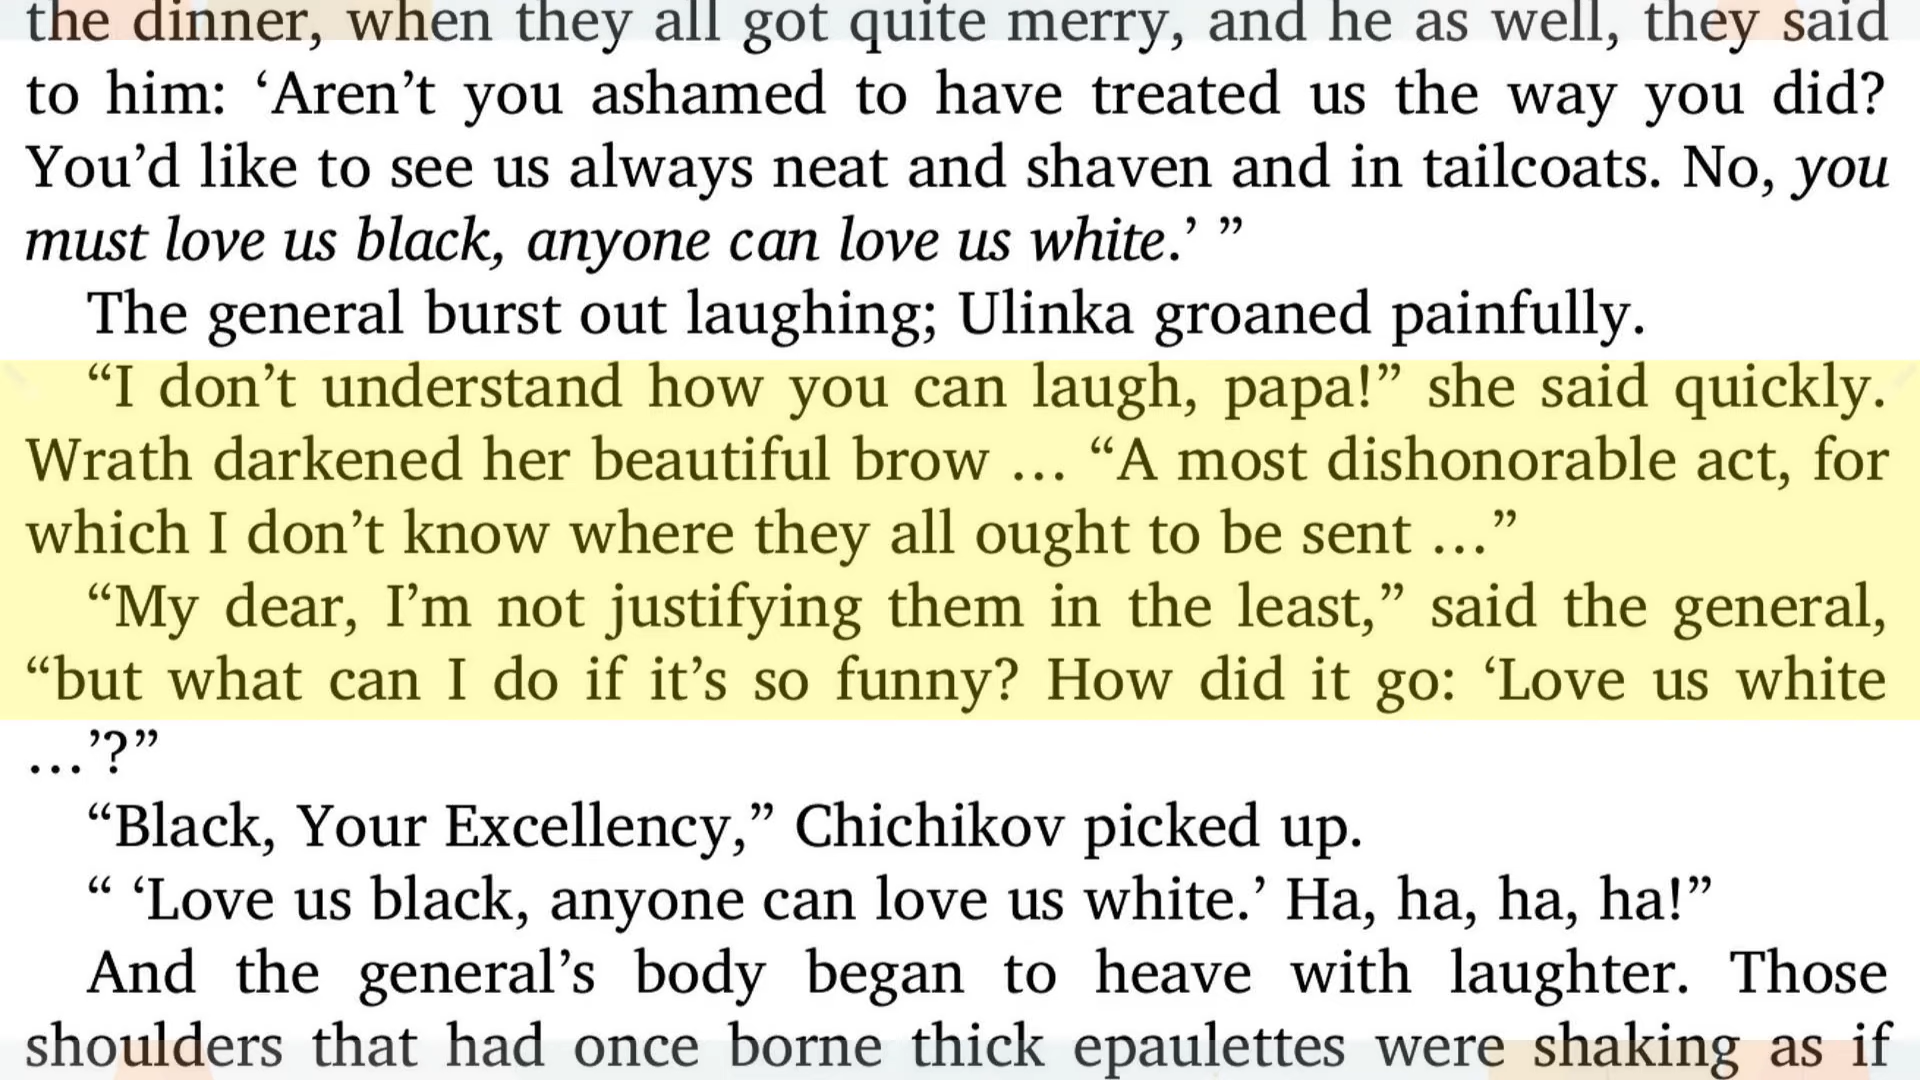 the dinner, when they all got quite merry, and he as well, they said
to him: ‘Aren’t you ashamed to have treated us the way you did?
You’d like to see us always neat and shaven and in tailcoats. No, you
must love us black, anyone can love us white.’ ”
The general burst out laughing; Ulinka groaned painfully.
“I don’t understand how you can laugh, papa!” she said quickly.
Wrath darkened her beautiful brow … “A most dishonorable act, for
which I don’t know where they all ought to be sent …”
“My dear, I’m not justifying them in the least,” said the general,
“but what can I do if it’s so funny? How did it go: ‘Love us white
…’?”
“Black, Your Excellency,” Chichikov picked up.
“ ‘Love us black, anyone can love us white.’ Ha, ha, ha, ha!”
And the general’s body began to heave with laughter. Those
shoulders that had once borne thick epaulettes were shaking as if